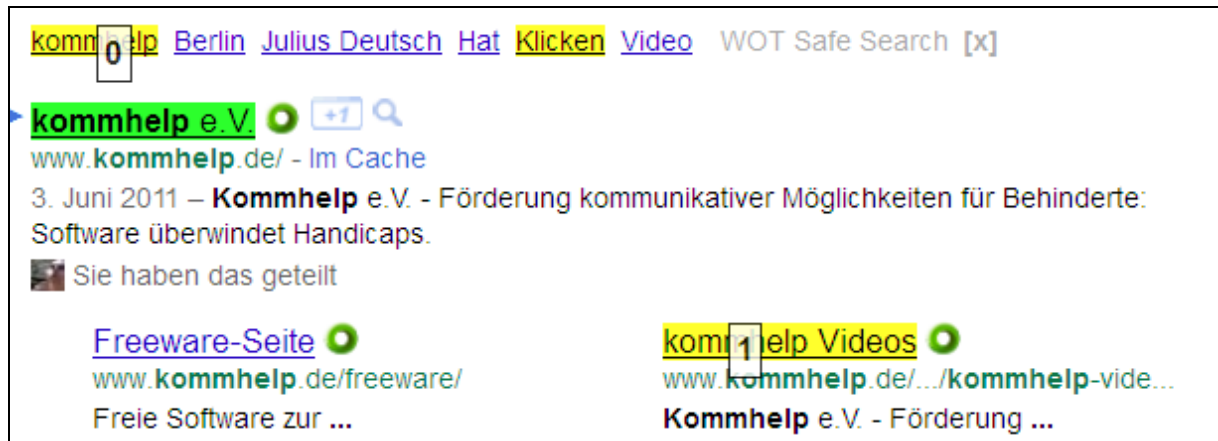 kommhelp Berlin Julius Deutsch Hat Klicken Video WOT Safe Search [x]
0
kommhelp e.V. +1
www.kommhelp.de/ - Im Cache
3. Juni 2011 – Kommhelp e.V. - Förderung kommunikativer Möglichkeiten für Behinderte:
Software überwindet Handicaps.
Sie haben das geteilt
Freeware-Seite
www.kommhelp.de/freeware/
Freie Software zur ...
kommhelp Videos
1
www.kommhelp.de/.../kommhelp-vide...
Kommhelp e.V. - Förderung ...